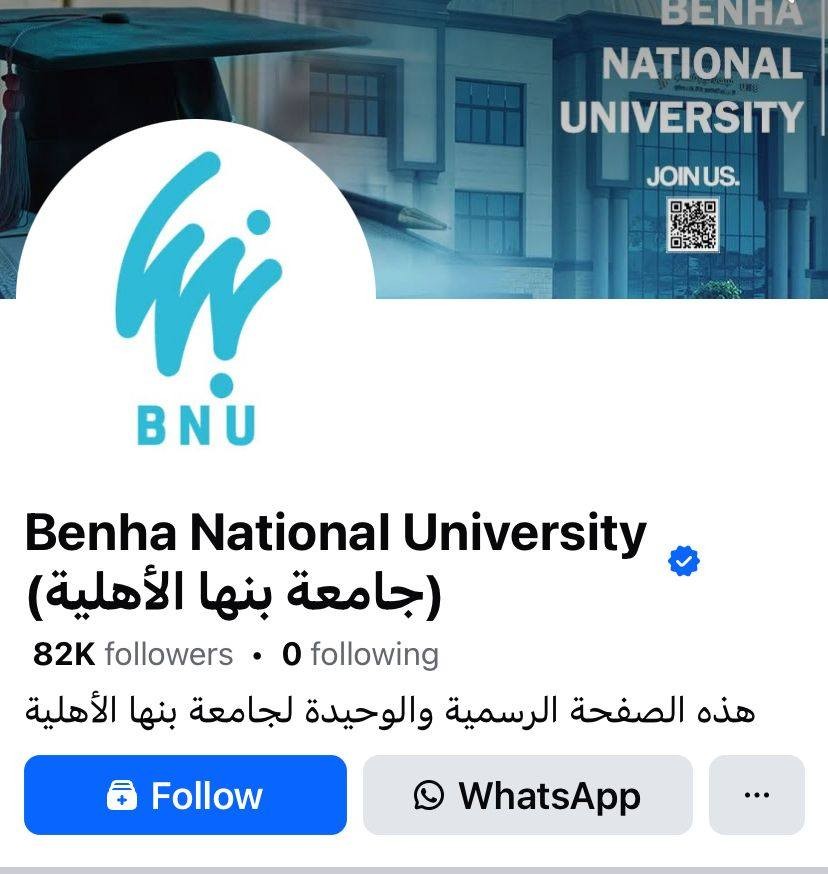 BENHA
NATIONAL
UNIVERSITY
JOIN US.
BNU
Benha National University
(جامعة بنها الأهلية)
82K followers • 0 following
هذه الصفحة الرسمية والوحيدة لجامعة بنها الأهلية
Follow
WhatsApp
...